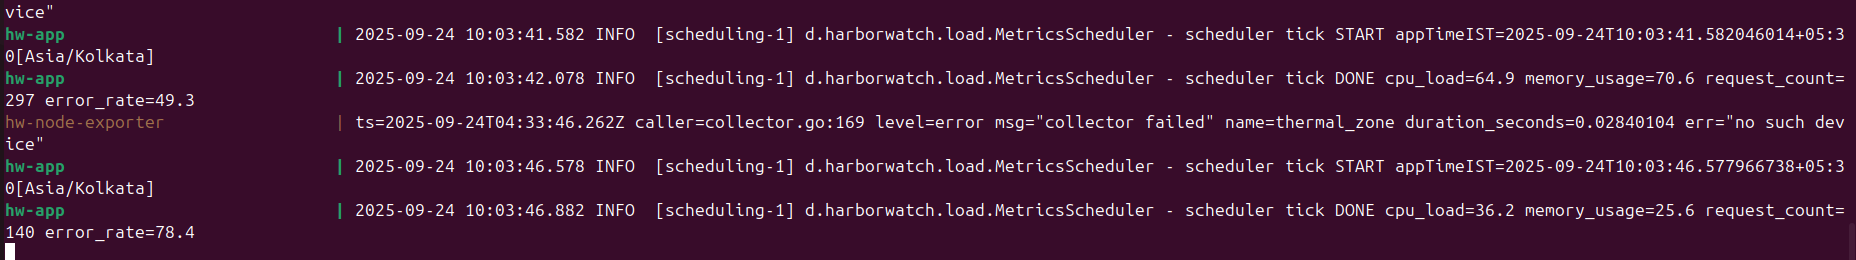 vice"
hw-app | 2025-09-24 10:03:41.582 INFO  [scheduling-1] d.harborwatch.load.MetricsScheduler - scheduler tick START appTimeIST=2025-09-24T10:03:41.582046014+05:3
0[Asia/Kolkata]
hw-app | 2025-09-24 10:03:42.078 INFO  [scheduling-1] d.harborwatch.load.MetricsScheduler - scheduler tick DONE cpu_load=64.9 memory_usage=70.6 request_count=
297 error_rate=49.3
hw-node-exporter | ts=2025-09-24T04:33:46.262Z caller=collector.go:169 level=error msg="collector failed" name=thermal_zone duration_seconds=0.02840104 err="no such dev
ice"
hw-app | 2025-09-24 10:03:46.578 INFO  [scheduling-1] d.harborwatch.load.MetricsScheduler - scheduler tick START appTimeIST=2025-09-24T10:03:46.577966738+05:3
0[Asia/Kolkata]
hw-app | 2025-09-24 10:03:46.882 INFO  [scheduling-1] d.harborwatch.load.MetricsScheduler - scheduler tick DONE cpu_load=36.2 memory_usage=25.6 request_count=
140 error_rate=78.4